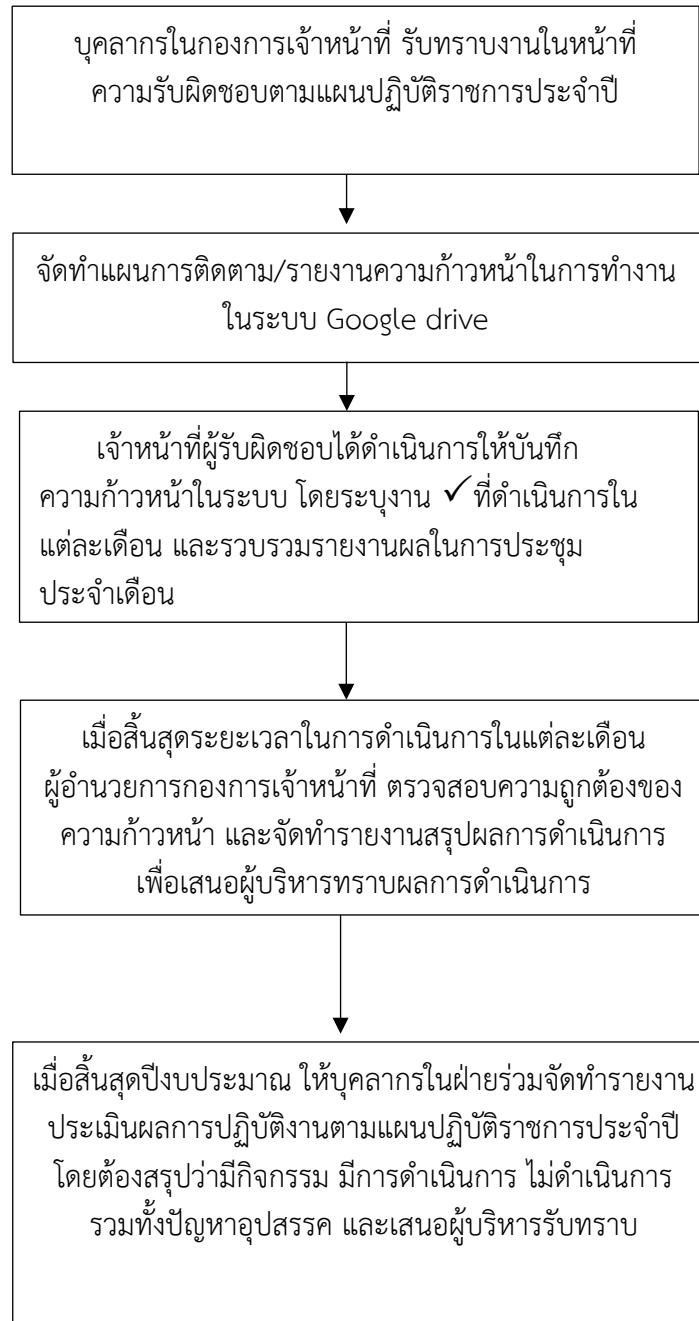 บุคลากรในกองการเจ้าหน้าที่ รับทราบงานในหน้าที่
ความรับผิดชอบตามแผนปฏิบัติราชการประจำปี
จัดทำแผนการติดตาม/รายงานความก้าวหน้าในการทำงาน
ในระบบ Google drive
เจ้าหน้าที่ผู้รับผิดชอบได้ดำเนินการให้บันทึก
ความก้าวหน้าในระบบ โดยระบุงาน ✓ที่ดำเนินการใน
แต่ละเดือน และรวบรวมรายงานผลในการประชุม
ประจำเดือน
เมื่อสิ้นสุดระยะเวลาในการดำเนินการในแต่ละเดือน
ผู้อำนวยการกองการเจ้าหน้าที่ ตรวจสอบความถูกต้องของ
ความก้าวหน้า และจัดทำรายงานสรุปผลการดำเนินการ
เพื่อเสนอผู้บริหารทราบผลการดำเนินการ
เมื่อสิ้นสุดปีงบประมาณ ให้บุคลากรในฝ่ายร่วมจัดทำรายงาน
ประเมินผลการปฏิบัติงานตามแผนปฏิบัติราชการประจำปี
โดยต้องสรุปว่ามีกิจกรรม มีการดำเนินการ ไม่ดำเนินการ
รวมทั้งปัญหาอุปสรรค และเสนอผู้บริหารรับทราบ